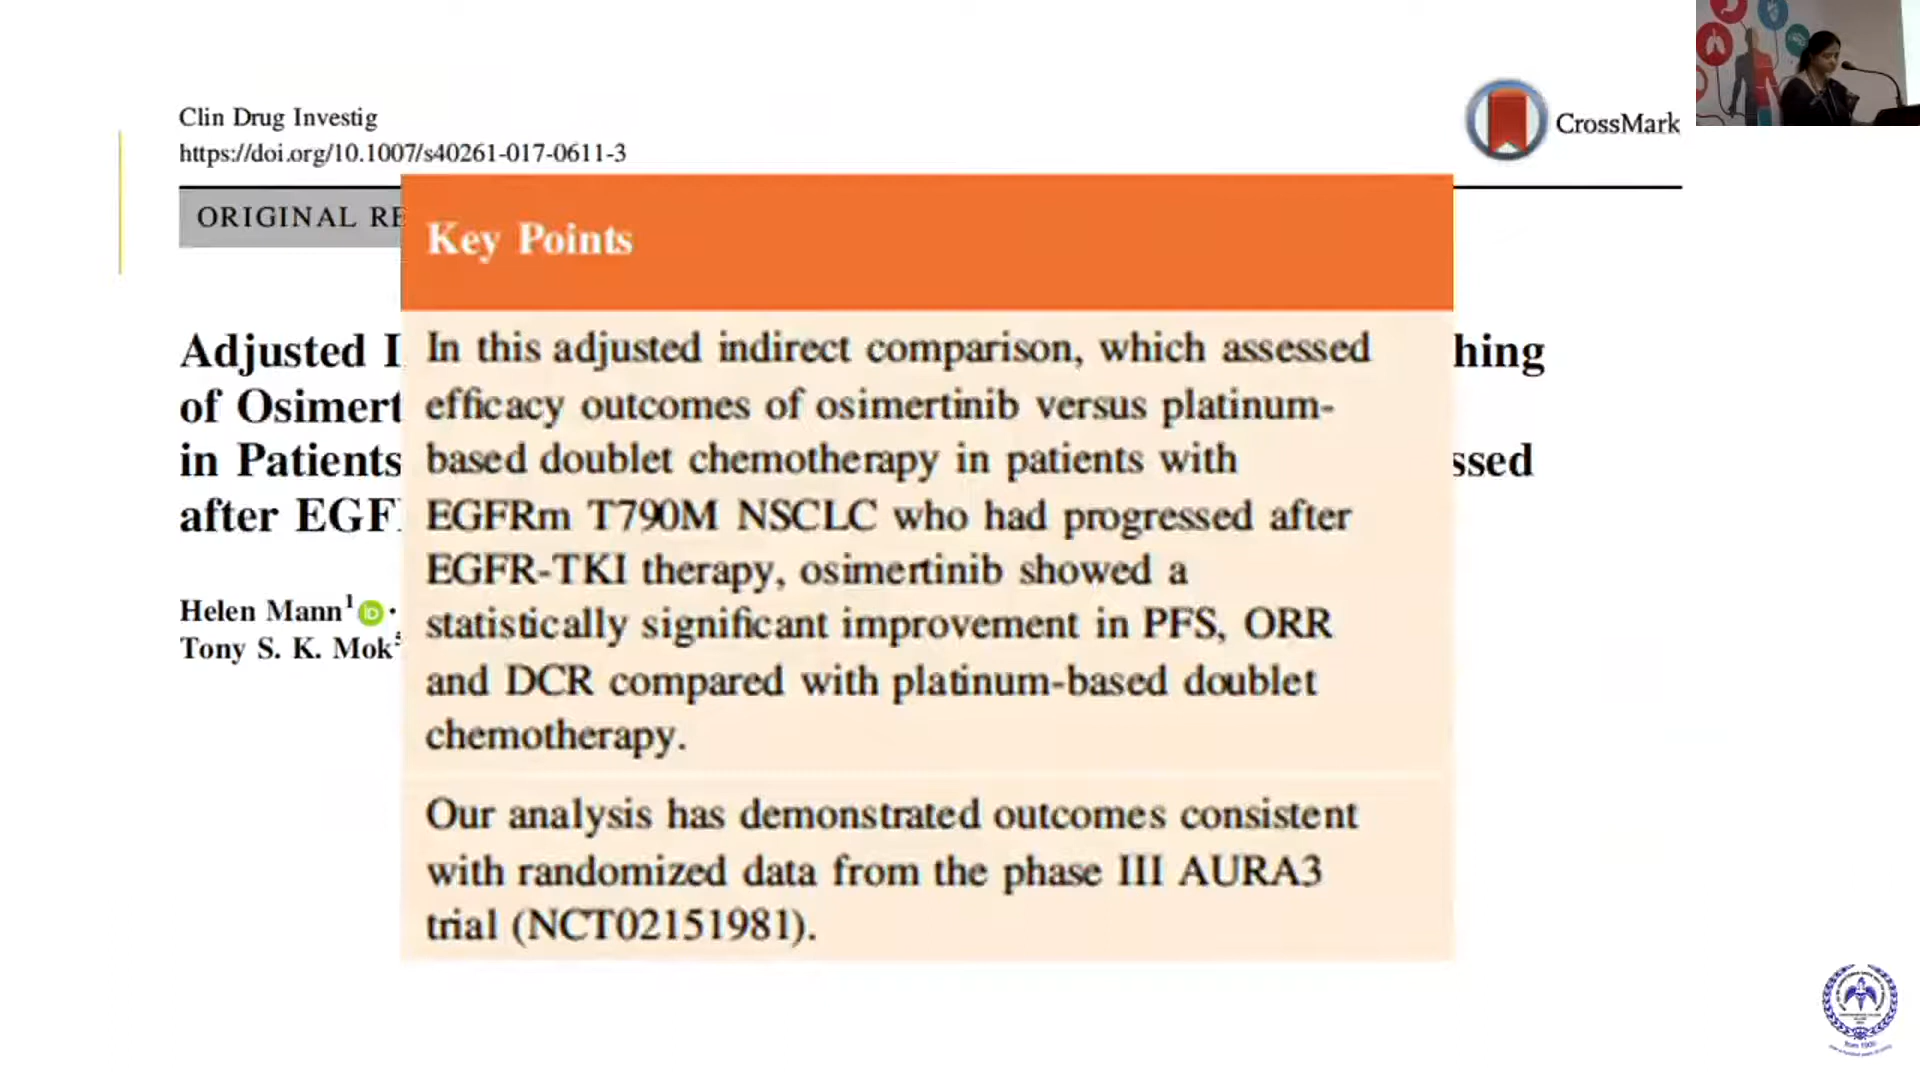 Clin Drug Investig
https://doi.org/10.1007/s40261-017-0611-3
CrossMark
ORIGINAL RE
Key Points
Adjusted I
hing
of Osimert
in Patients
ssed
after EGF
Helen Mann1 iD ·
Tony S. K. Mok5
In this adjusted indirect comparison, which assessed
efficacy outcomes of osimertinib versus platinum-
based doublet chemotherapy in patients with
EGFRm T790M NSCLC who had progressed after
EGFR-TKI therapy, osimertinib showed a
statistically significant improvement in PFS, ORR
and DCR compared with platinum-based doublet
chemotherapy.
Our analysis has demonstrated outcomes consistent
with randomized data from the phase III AURA3
trial (NCT02151981).